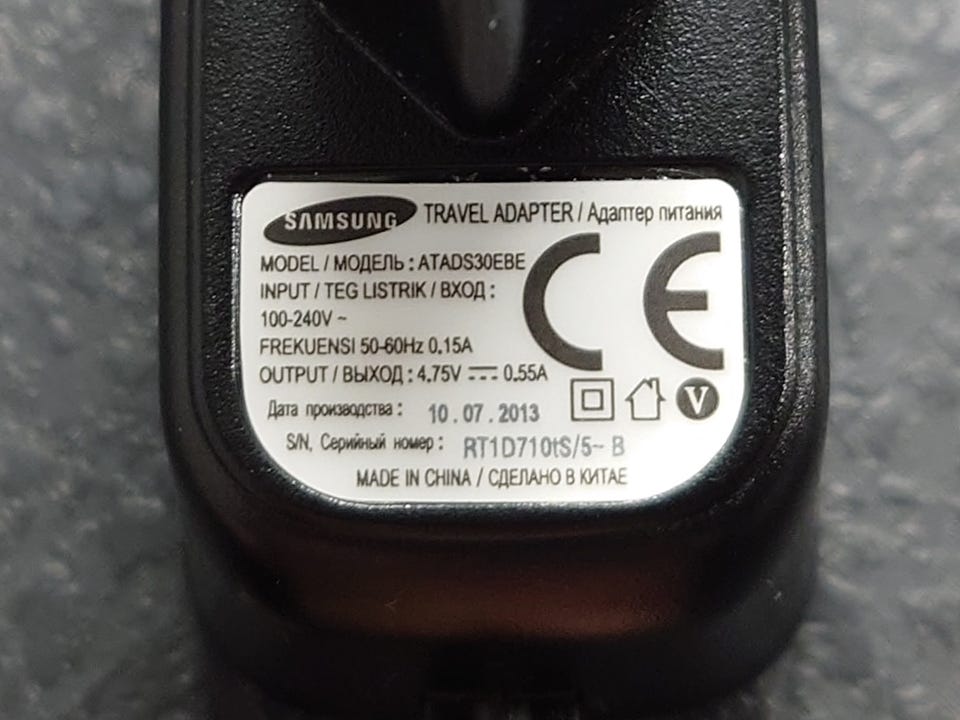 SAMSUNG TRAVEL ADAPTER / Адаптер питания
MODEL / МОДЕЛЬ : ATADS30EBE
INPUT / TEG LISTRIK / ВХОД :
100-240V ~
FREKUENSI 50-60Hz 0.15A
OUTPUT / ВЫХОД : 4.75V ⎓ 0.55A
CE
V
Дата производства : 10.07.2013
S/N, Серийный номер : RT1D710tS/5- B
MADE IN CHINA / СДЕЛАНО В КИТАЕ